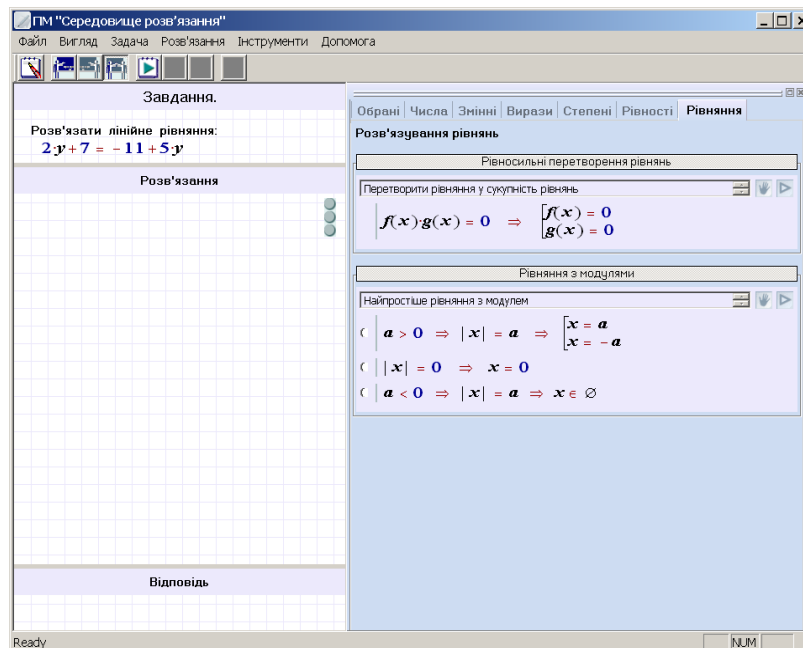 ПМ "Середовище розв'язання"
Файл Вигляд Задача Розв'язання Інструменти Допомога
Завдання.
Розв'язати лінійне рівняння:
2·y + 7 = - 11 + 5·y
Розв'язання
Відповідь
Обрані Числа Змінні Вирази Степені Рівності Рівняння
Розв'язування рівнянь
Рівносильні перетворення рівнянь
Перетворити рівняння у сукупність рівнянь
f(x)·g(x) = 0 ⇒ [f(x) = 0
g(x) = 0
Рівняння з модулями
Найпростіше рівняння з модулем
a > 0 ⇒ |x| = a ⇒ [x = a
x = - a
|x| = 0 ⇒ x = 0
a < 0 ⇒ |x| = a ⇒ x ∈ ∅
Ready NUM